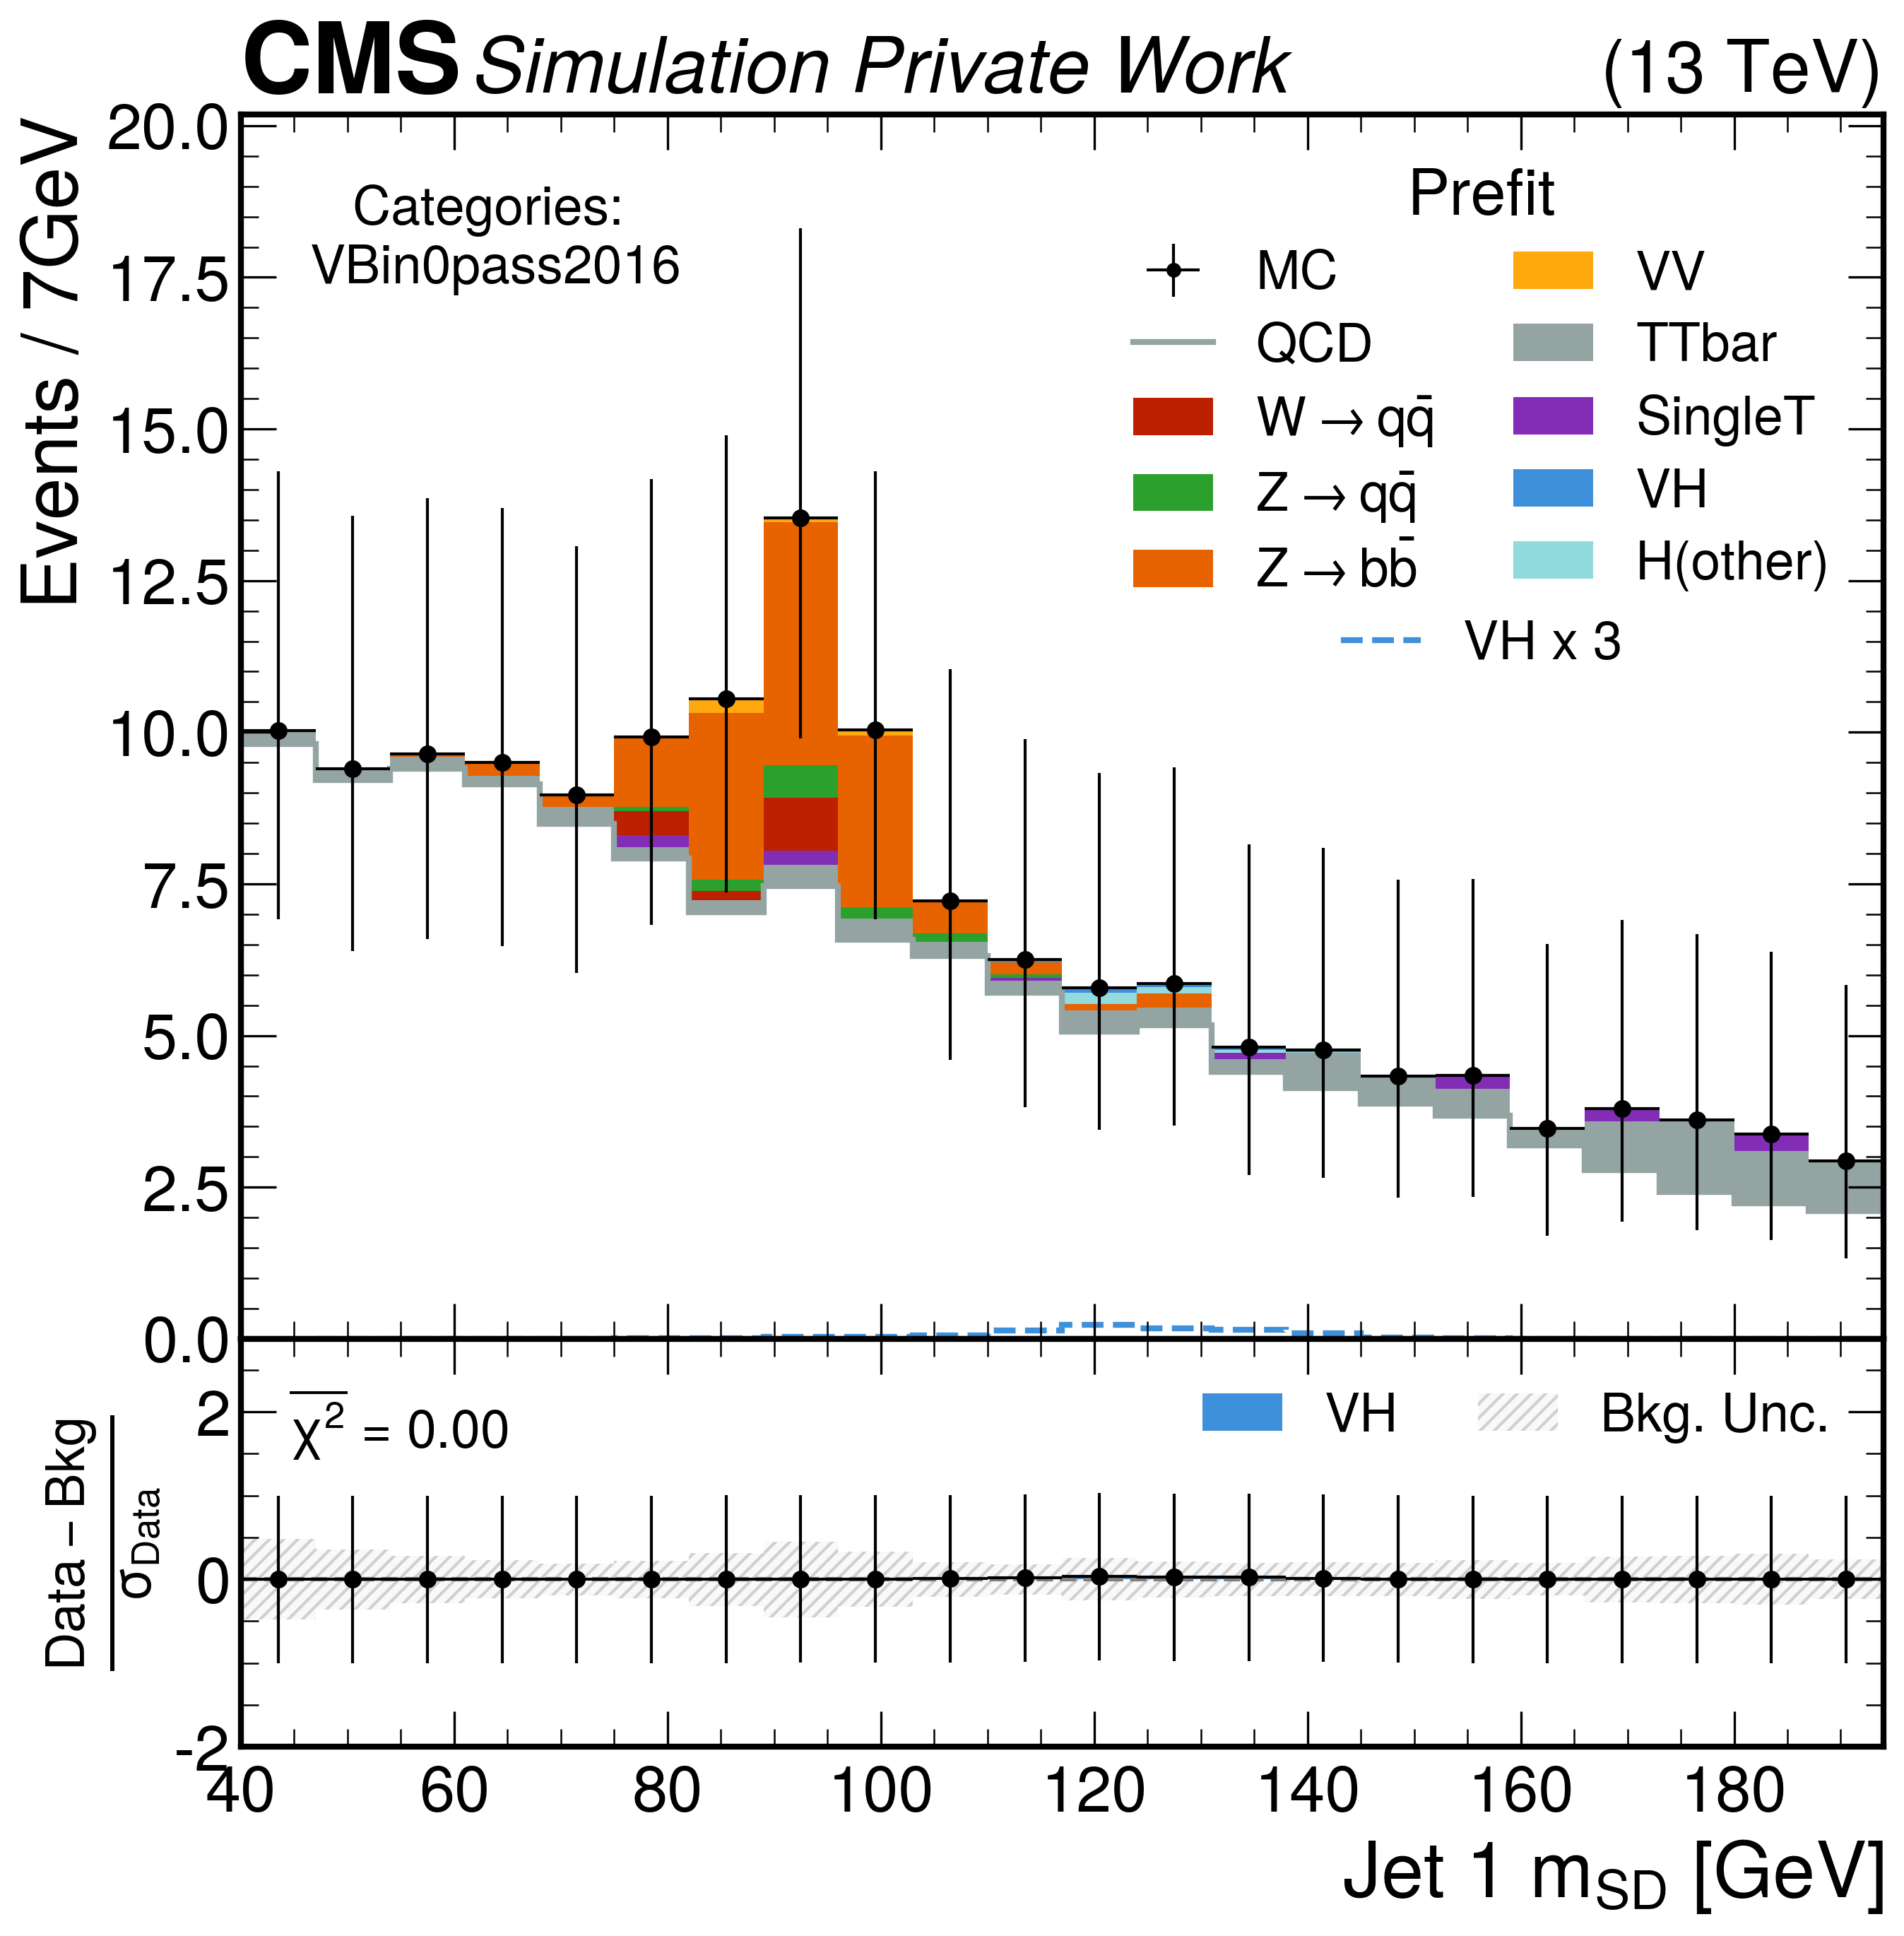 CMS Simulation Private Work (13 TeV)
Events / 7GeV
20.0
17.5
15.0
12.5
10.0
7.5
5.0
2.5
0.0
Categories:
VBin0pass2016
Prefit
MC
QCD
W → qq̄
Z → qq̄
Z → bb̄
VV
TTbar
SingleT
VH
H(other)
VH x 3
Data – Bkg
σData
2
0
-2
χ² = 0.00
VH
Bkg. Unc.
40 60 80 100 120 140 160 180
Jet 1 mSD [GeV]